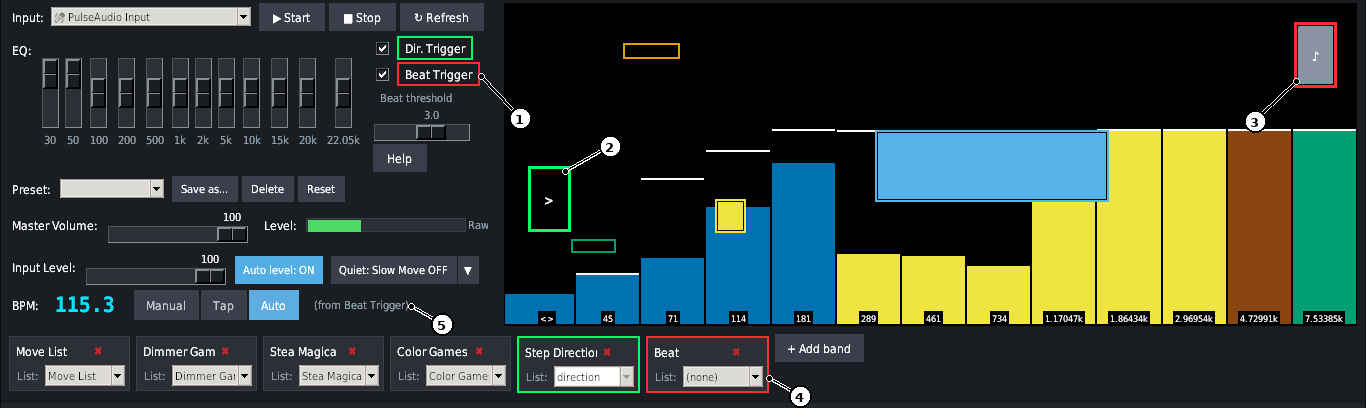 Input: PulseAudio Input ▶ Start ■ Stop ↻ Refresh
EQ:
Dir. Trigger
Beat Trigger
Beat threshold
3.0
30 50 100 200 500 1k 2k 5k 10k 15k 20k 22.05k
Help
Preset: Save as... Delete Reset
Master Volume: 100 Level: Raw
Input Level: 100 Auto level: ON Quiet: Slow Move OFF ▼
BPM: 115.3 Manual Tap Auto (from Beat Trigger)
1
2
3
4
5
>
♪
<> 45 71 114 181 289 461 734 1.17047k 1.86434k 2.96954k 4.72991k 7.53385k
Move List ✖ Dimmer Gam ✖ Stea Magica ✖ Color Games ✖ Step Direction ✖ Beat ✖ + Add band
List: Move List List: Dimmer Gar List: Stea Magica List: Color Games List: direction List: (none)